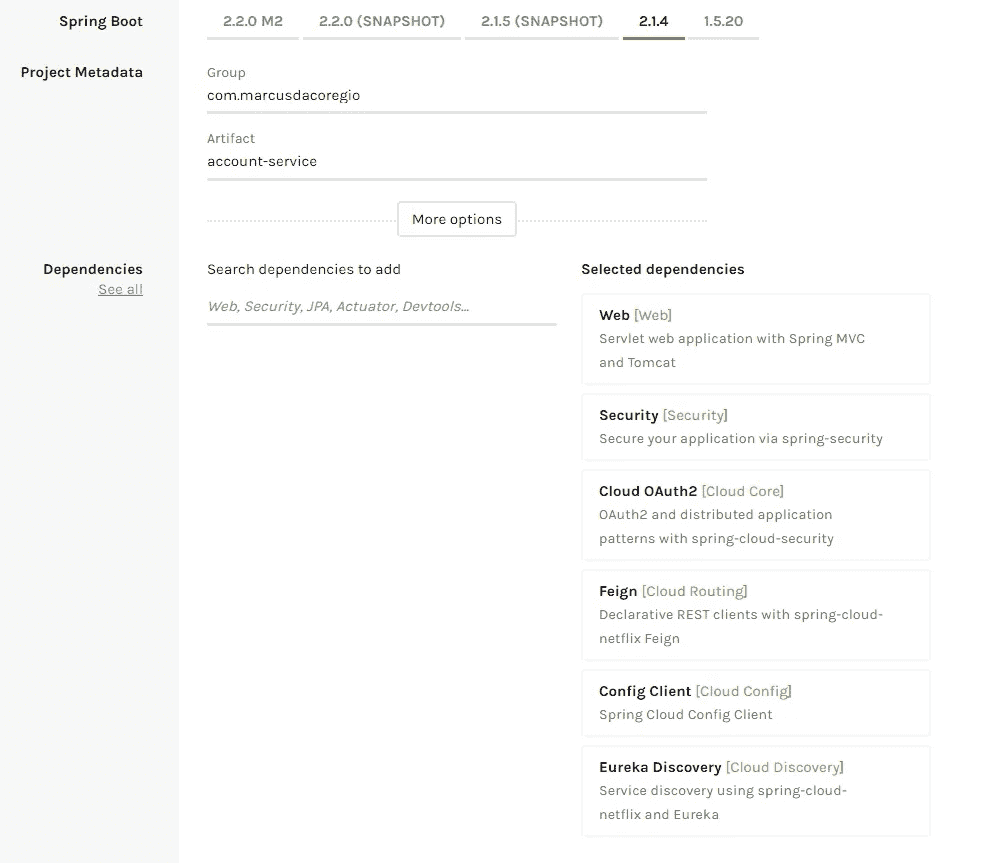 Spring Boot
2.2.0 M2 2.2.0 (SNAPSHOT) 2.1.5 (SNAPSHOT) 2.1.4 1.5.20
Project Metadata
Group
com.marcusdacoregio
Artifact
account-service
More options
Dependencies
See all
Search dependencies to add
Web, Security, JPA, Actuator, Devtools...
Selected dependencies
Web [Web]
Servlet web application with Spring MVC
and Tomcat
Security [Security]
Secure your application via spring-security
Cloud OAuth2 [Cloud Core]
OAuth2 and distributed application
patterns with spring-cloud-security
Feign [Cloud Routing]
Declarative REST clients with spring-cloud-
netflix Feign
Config Client [Cloud Config]
Spring Cloud Config Client
Eureka Discovery [Cloud Discovery]
Service discovery using spring-cloud-
netflix and Eureka